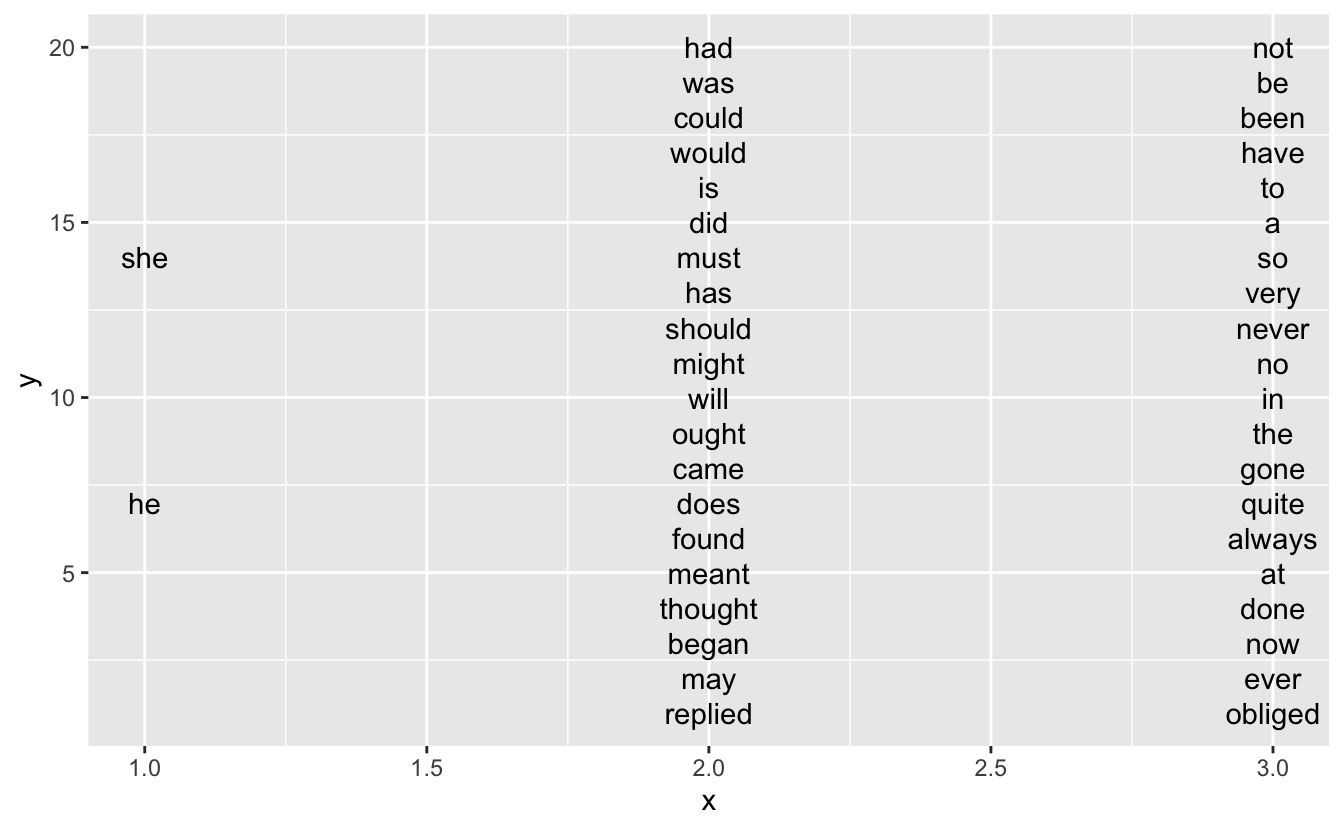 20 had not
was be
could been
would have
is to
15 did a
she must so
has very
should never
might no
y
10 will in
ought the
came gone
he does quite
found always
5 meant at
thought done
began now
may ever
replied obliged
1.0 1.5 2.0 2.5 3.0
x